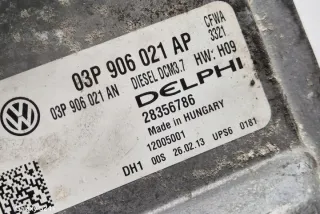 03P 906 021 AP
CFWA
3321
03P 906 021 AN
DIESEL DCM3.7
HW: H09
DELPHI
28356786
Made in HUNGARY
12005001
DH1 00S 26.02.13 UPS6 0181